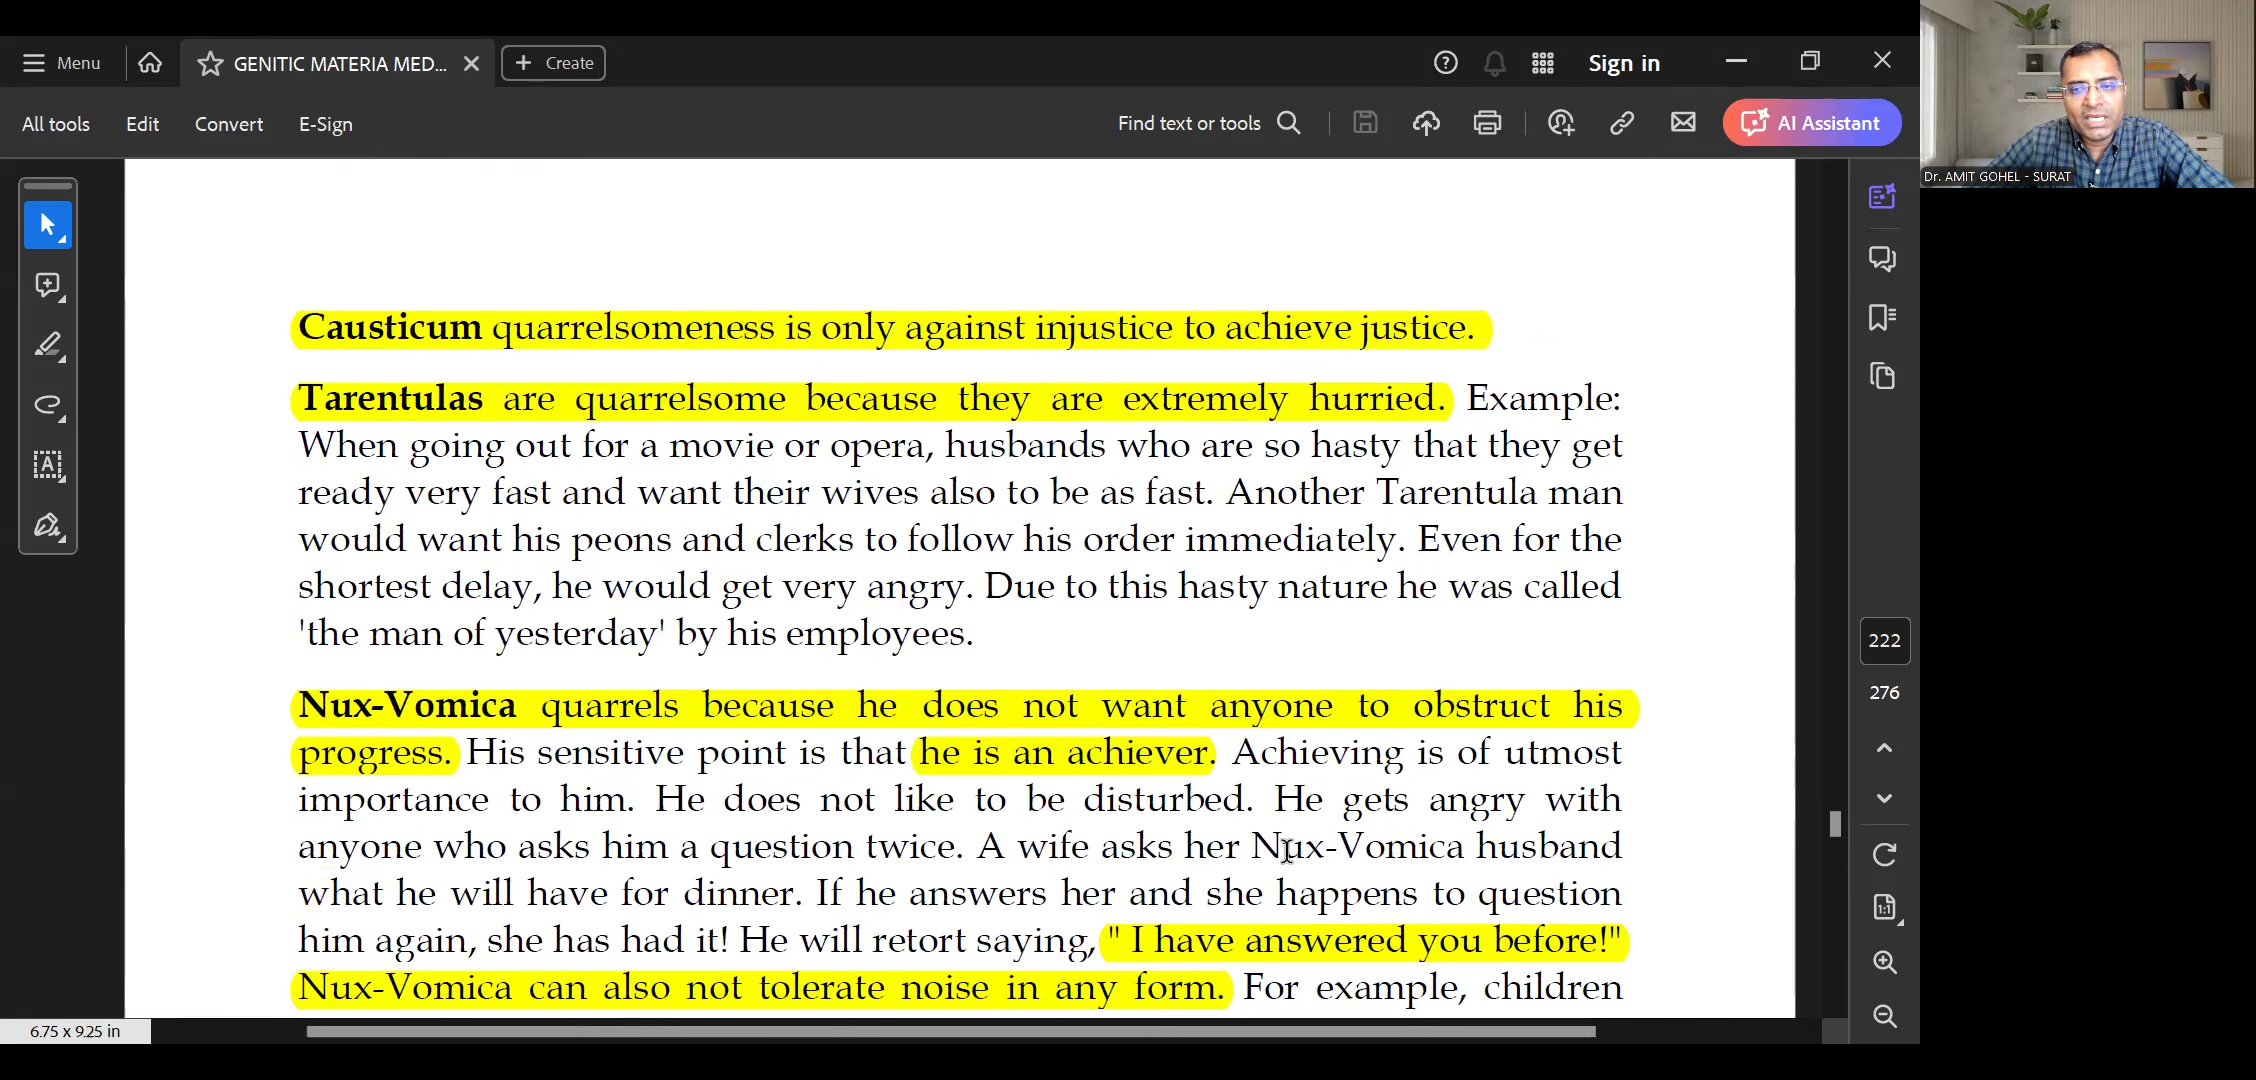 Menu
GENITIC MATERIA MED...
Create
Sign in
All tools
Edit
Convert
E-Sign
Find text or tools
AI Assistant
Dr. AMIT GOHEL - SURAT
Causticum quarrelsomeness is only against injustice to achieve justice.
Tarentulas are quarrelsome because they are extremely hurried. Example:
When going out for a movie or opera, husbands who are so hasty that they get
ready very fast and want their wives also to be as fast. Another Tarentula man
would want his peons and clerks to follow his order immediately. Even for the
shortest delay, he would get very angry. Due to this hasty nature he was called
'the man of yesterday' by his employees.
Nux-Vomica quarrels because he does not want anyone to obstruct his
progress. His sensitive point is that he is an achiever. Achieving is of utmost
importance to him. He does not like to be disturbed. He gets angry with
anyone who asks him a question twice. A wife asks her Nux-Vomica husband
what he will have for dinner. If he answers her and she happens to question
him again, she has had it! He will retort saying, " I have answered you before!"
Nux-Vomica can also not tolerate noise in any form. For example, children
222
276
1:1
6.75 x 9.25 in